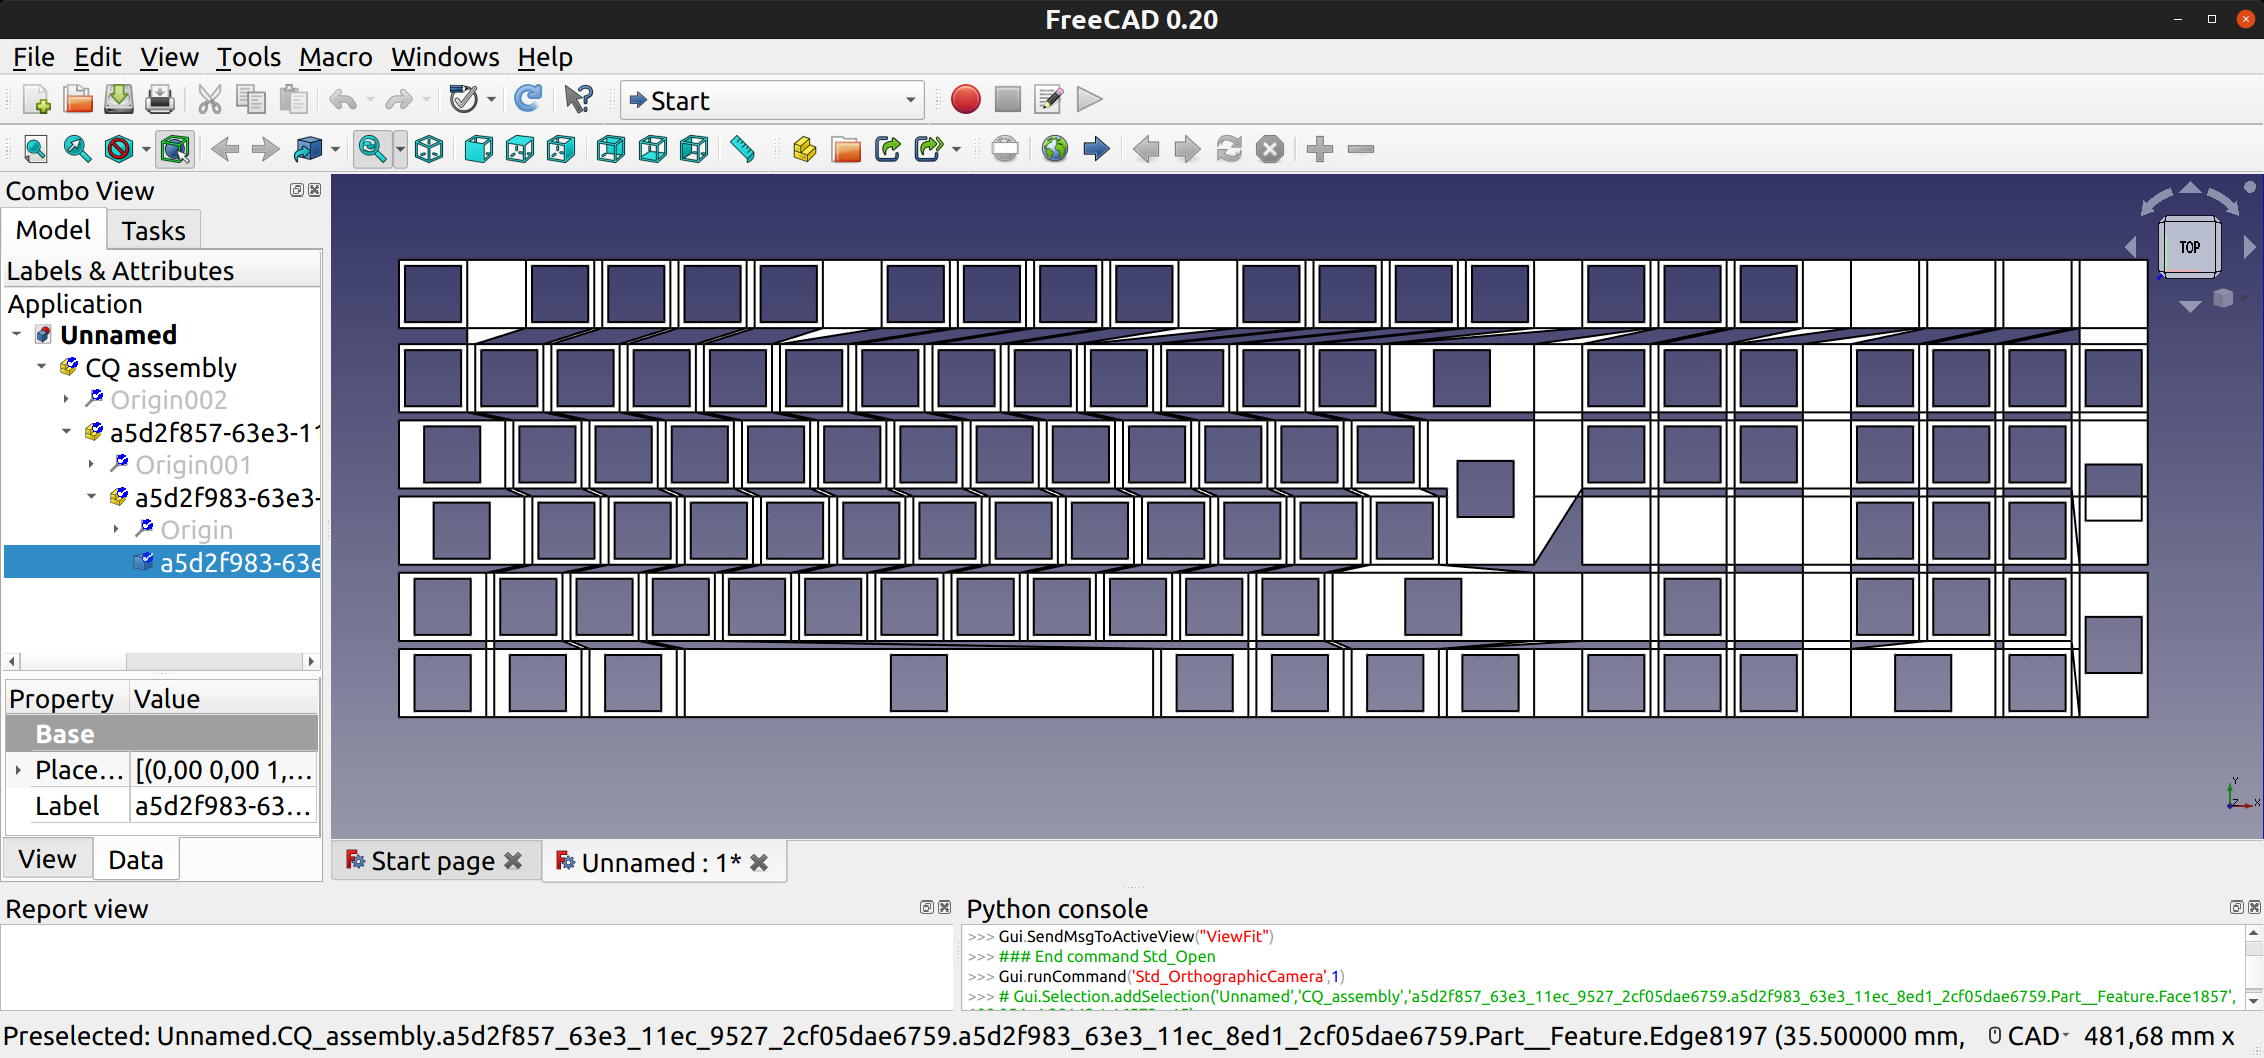 FreeCAD 0.20
File Edit View Tools Macro Windows Help
Start
Combo View
Model Tasks
Labels & Attributes
Application
Unnamed
CQ assembly
Origin002
a5d2f857-63e3-11
Origin001
a5d2f983-63e3-
Origin
a5d2f983-63e
Property Value
Base
Place... [(0,00 0,00 1,...
Label a5d2f983-63...
View Data
TOP
Y
Z X
Start page Unnamed : 1*
Report view
Python console
>>> Gui.SendMsgToActiveView("ViewFit")
>>> ### End command Std_Open
>>> Gui.runCommand('Std_OrthographicCamera',1)
>>> # Gui.Selection.addSelection('Unnamed','CQ_assembly','a5d2f857_63e3_11ec_9527_2cf05dae6759.a5d2f983_63e3_11ec_8ed1_2cf05dae6759.Part__Feature.Face1857',
Preselected: Unnamed.CQ_assembly.a5d2f857_63e3_11ec_9527_2cf05dae6759.a5d2f983_63e3_11ec_8ed1_2cf05dae6759.Part__Feature.Edge8197 (35.500000 mm, CAD 481,68 mm x